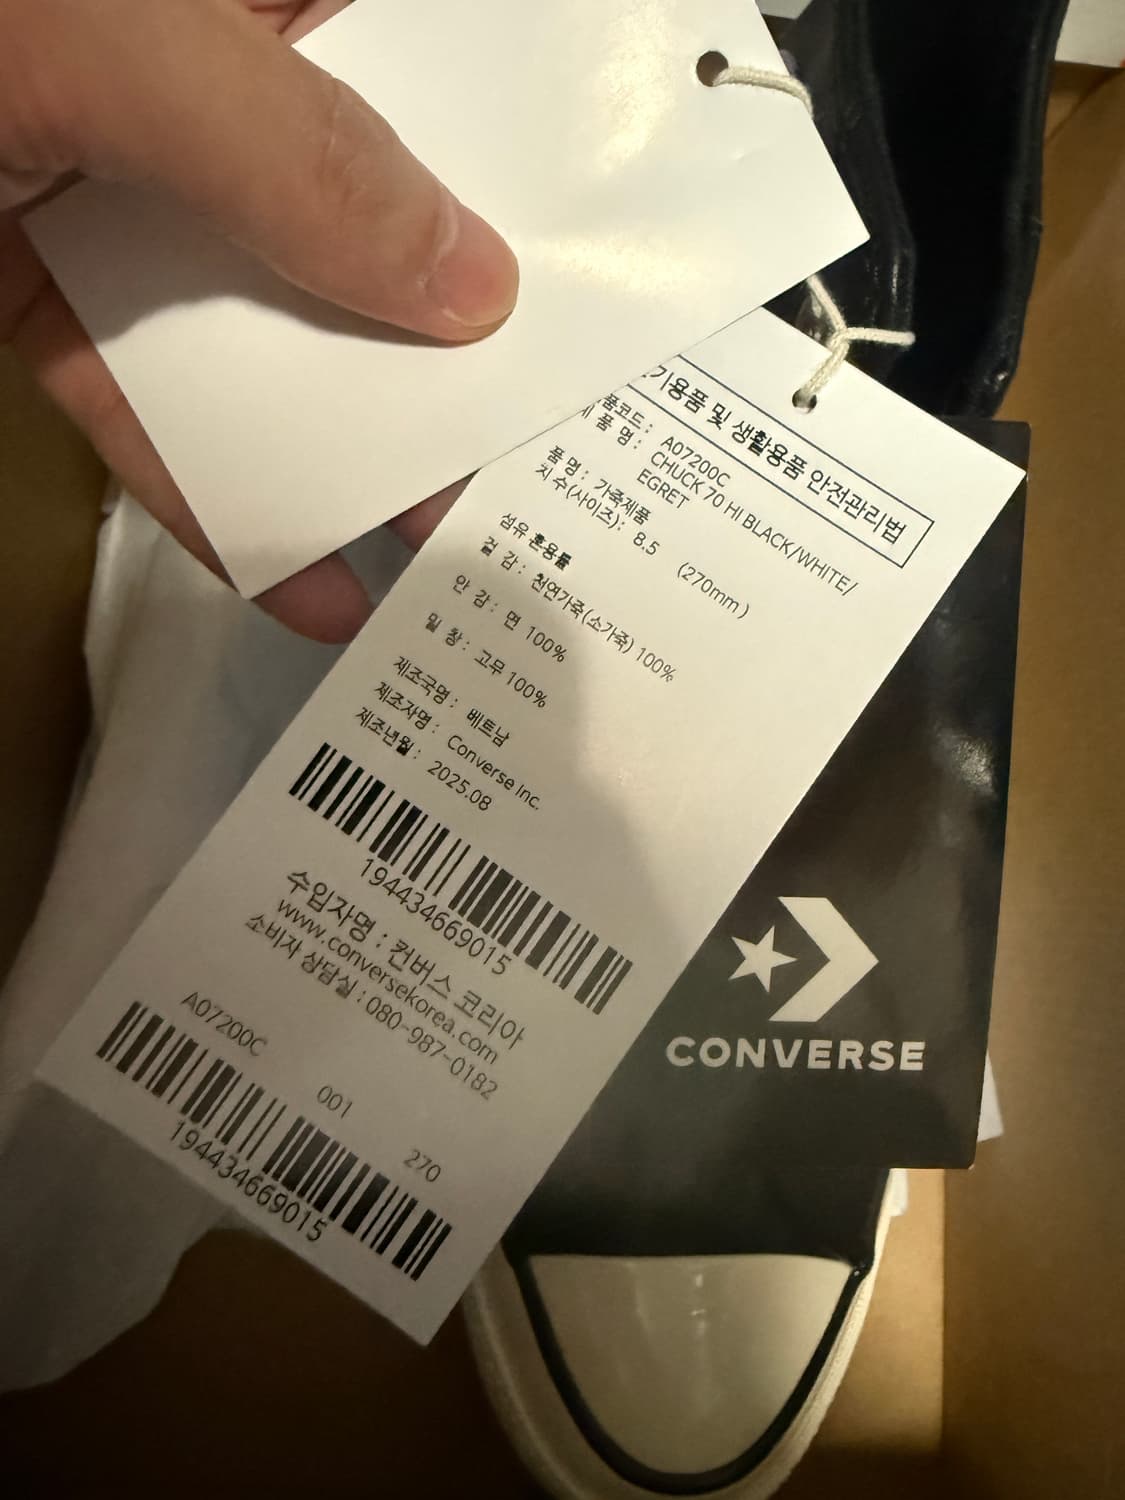 기용품 및 생활용품 안전관리법
품코드 : A07200C
제 품 명 : CHUCK 70 HI BLACK/WHITE/
EGRET
품 명 : 가죽제품
치 수(사이즈) : 8.5 (270mm)
섬유 혼용률
겉 감 : 천연가죽(소가죽) 100%
안 감 : 면 100%
밑 창 : 고무 100%
제조국명 : 베트남
제조자명 : Converse Inc.
제조년월 : 2025.08
194434669015
수입자명 : 컨버스 코리아
www.conversekorea.com
소비자 상담실 : 080-987-0182
A07200C 001 270
194434669015
CONVERSE